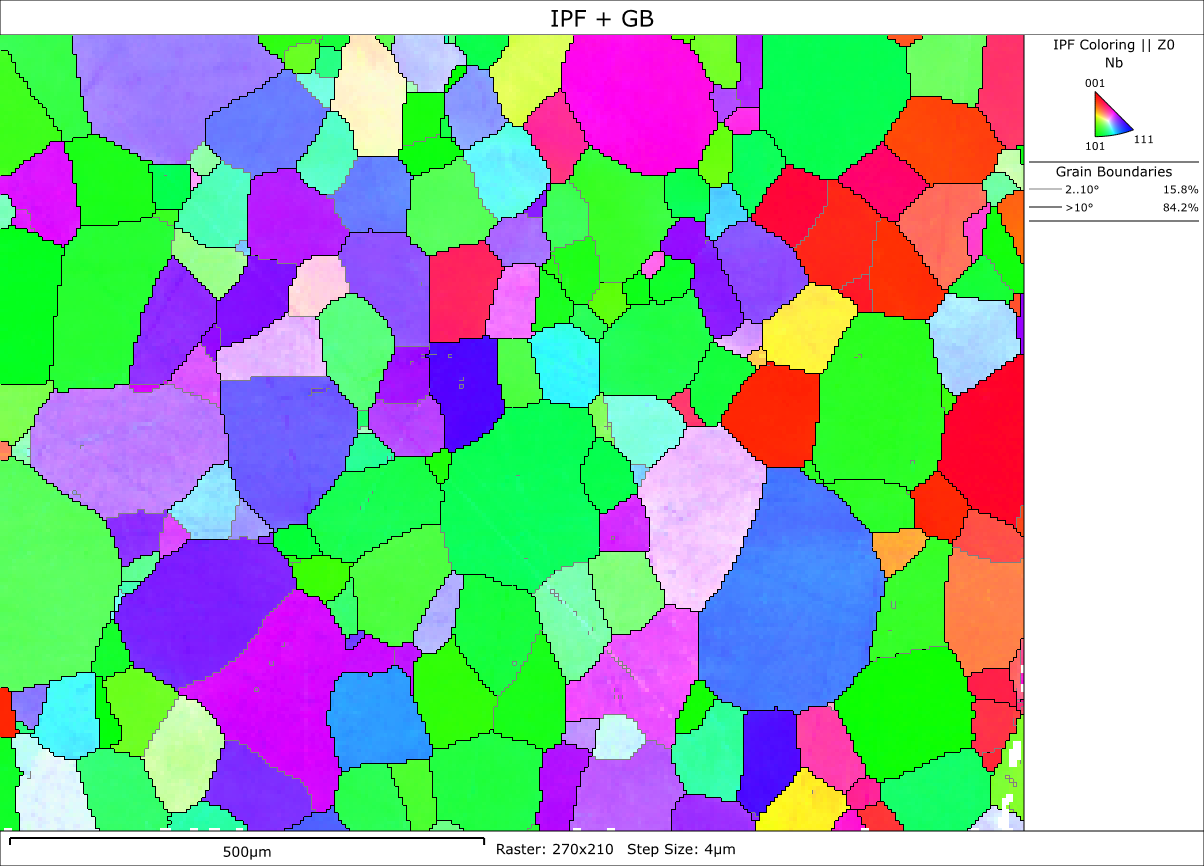 IPF + GB
IPF Coloring || Z0
Nb
001
101
111
Grain Boundaries
2..10° 15.8%
>10° 84.2%
500µm
Raster: 270x210 Step Size: 4µm